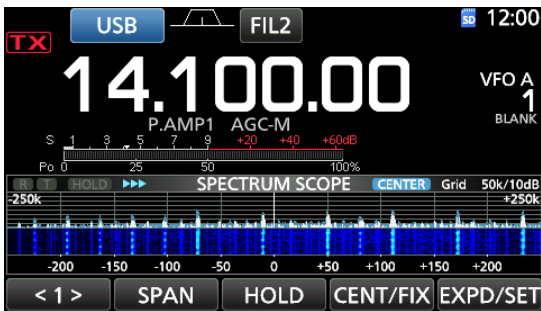 USB FIL2 SD 12:00
TX
14.100.00
VFO A
1
BLANK
P.AMP1 AGC-M
S 1 3 5 7 9 +20 +40 +60dB
Po 0 25 50 100%
R T HOLD SPECTRUM SCOPE CENTER Grid 50k/10dB
-250k +250k
-200 -150 -100 -50 0 +50 +100 +150 +200
< 1 > SPAN HOLD CENT/FIX EXPD/SET